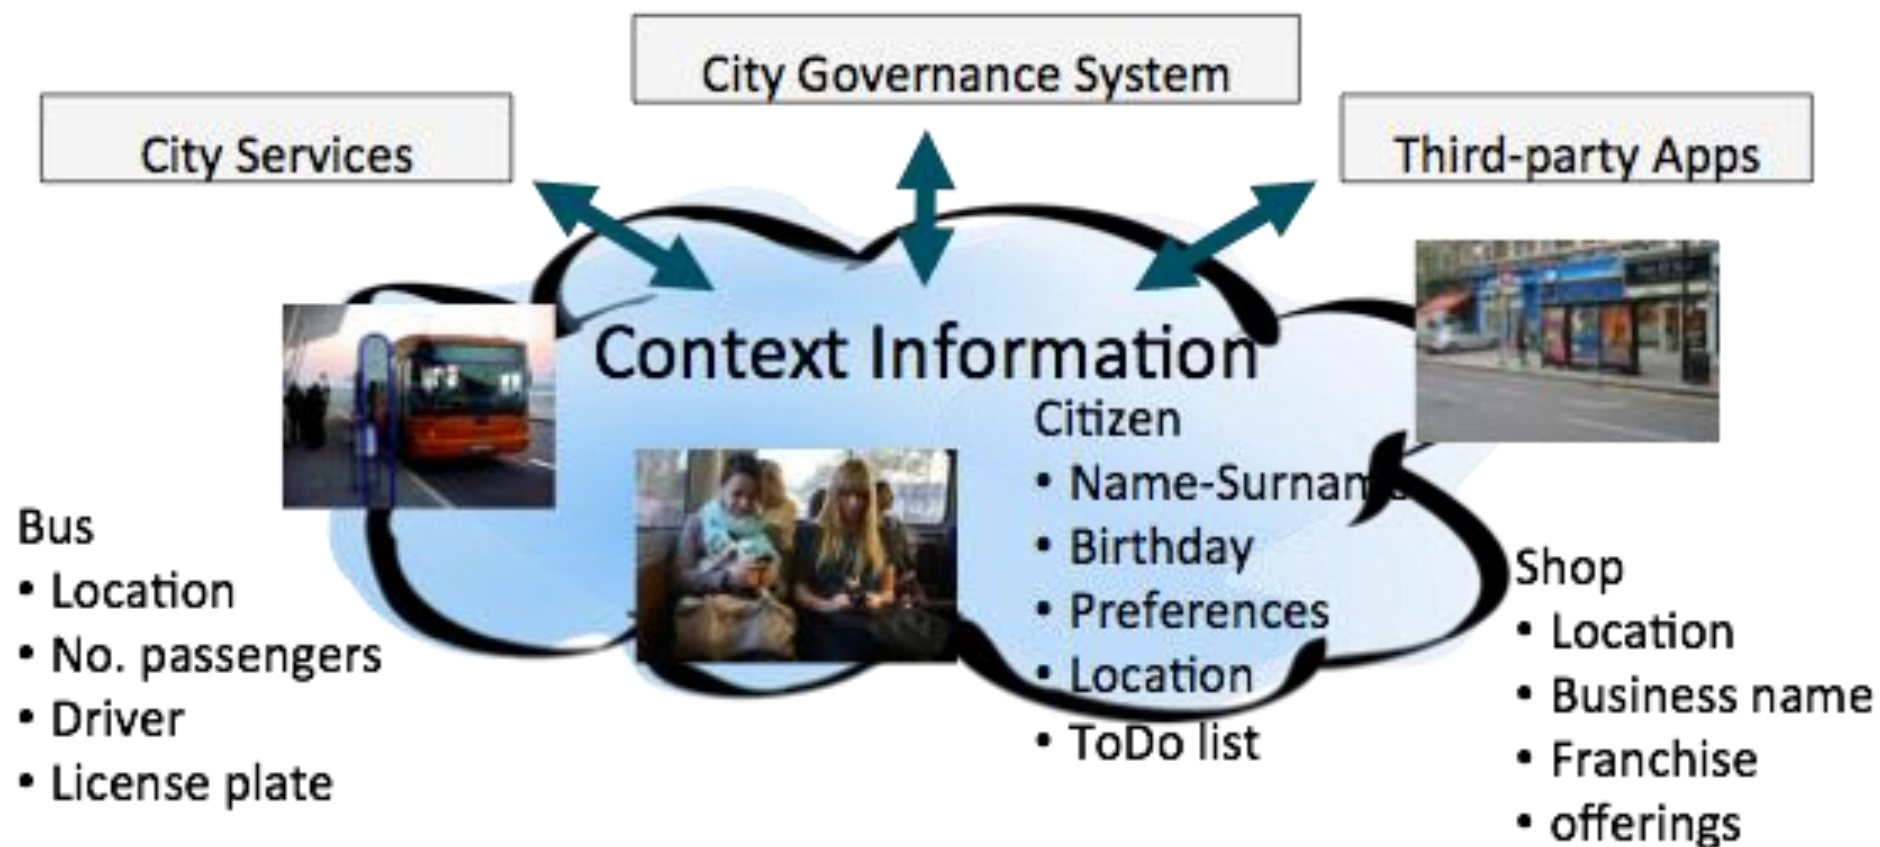 City Governance System
City Services
Third-party Apps
Context Information
Citizen
• Name-Surname
• Birthday
• Preferences
• Location
• ToDo list
Bus
• Location
• No. passengers
• Driver
• License plate
Shop
• Location
• Business name
• Franchise
• offerings